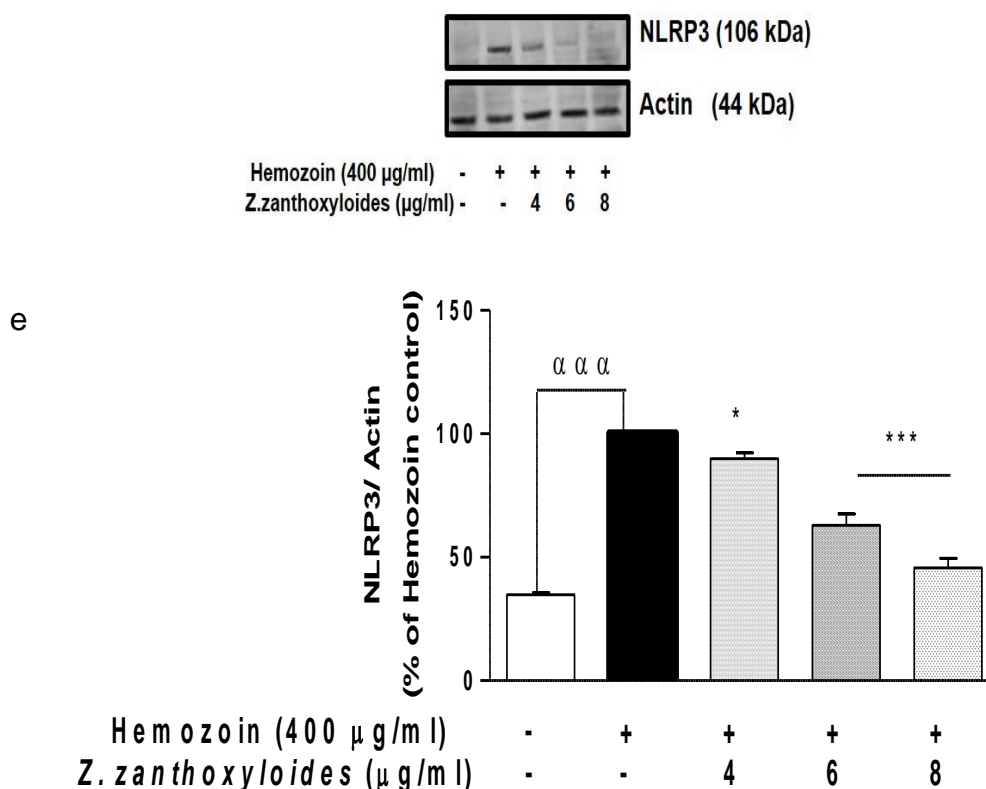 NLRP3 (106 kDa)
Actin (44 kDa)
Hemozoin (400 µg/ml) - + + + +
Z.zanthoxyloides (µg/ml) - - 4 6 8
e
NLRP3/ Actin
(% of Hemozoin control)
150
100
50
0
α α α
*
***
Hemozoin (400 µg/ml) - + + + +
Z. zanthoxyloides (µg/ml) - - 4 6 8